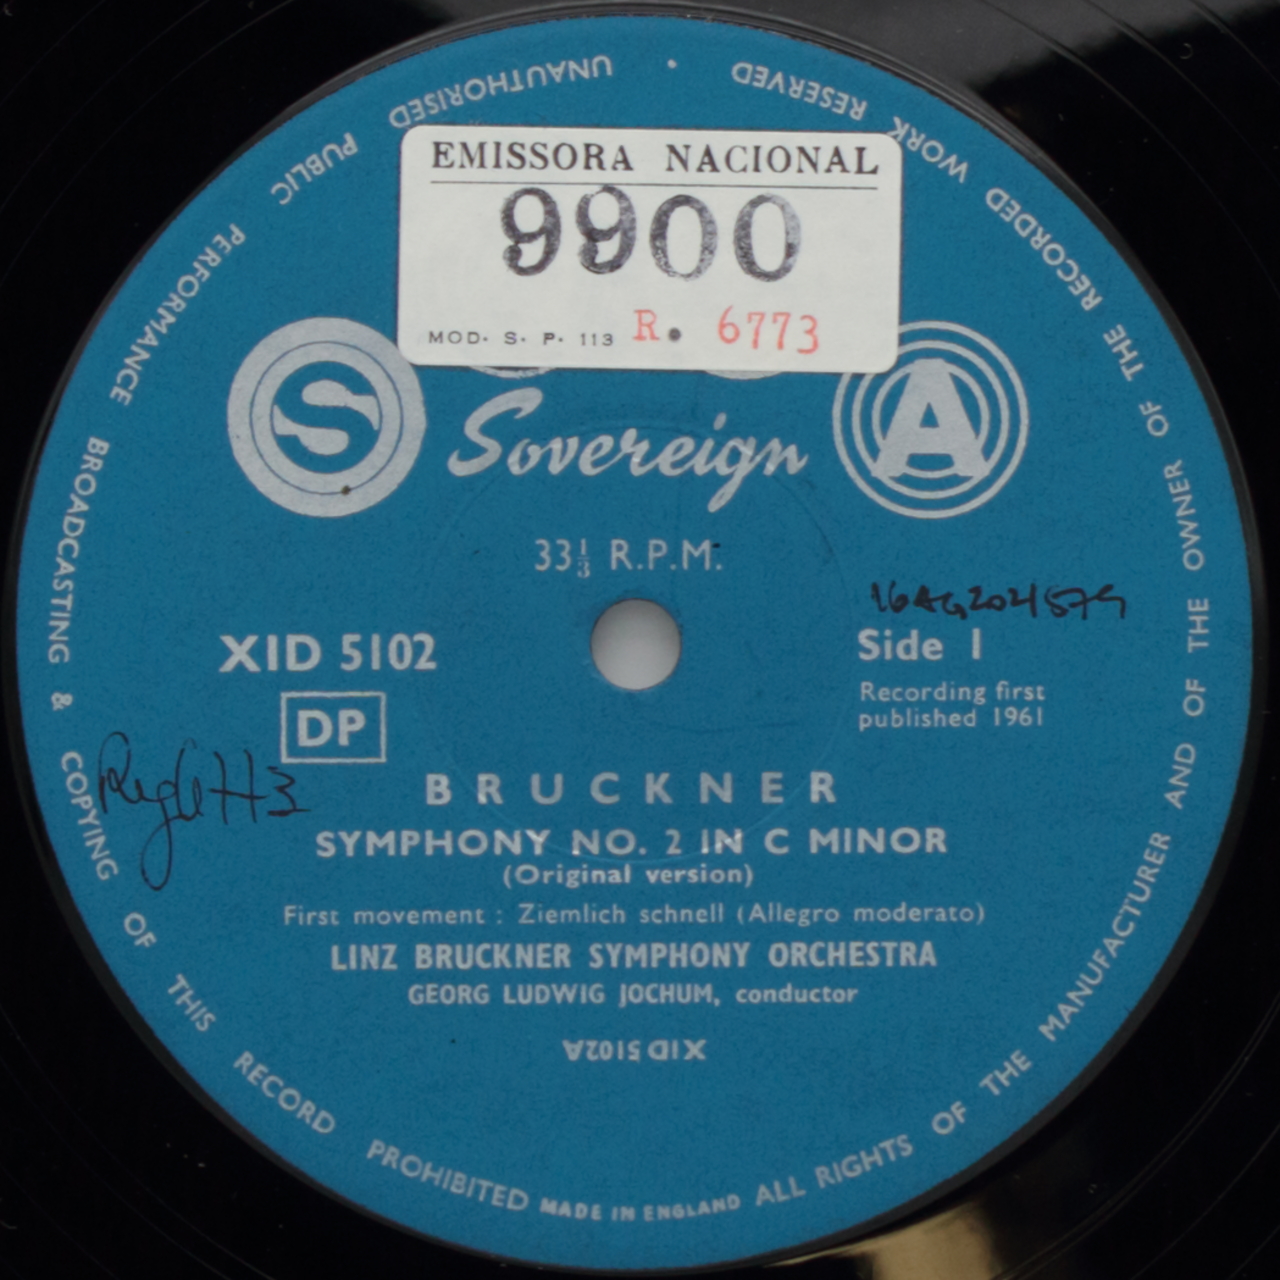 UNAUTHORISED PUBLIC PERFORMANCE BROADCASTING & COPYING OF THIS RECORD PROHIBITED
MADE IN ENGLAND
ALL RIGHTS OF THE MANUFACTURER AND OF THE OWNER OF THE RECORDED WORK RESERVED
EMISSORA NACIONAL
9900
MOD. S. P. 113 R. 6773
S A
Sovereign
33⅓ R.P.M.
XID 5102
DP
Side 1
Recording first
published 1961
BRUCKNER
SYMPHONY NO. 2 IN C MINOR
(Original version)
First movement : Ziemlich schnell (Allegro moderato)
LINZ BRUCKNER SYMPHONY ORCHESTRA
GEORG LUDWIG JOCHUM, conductor
XID 5102A